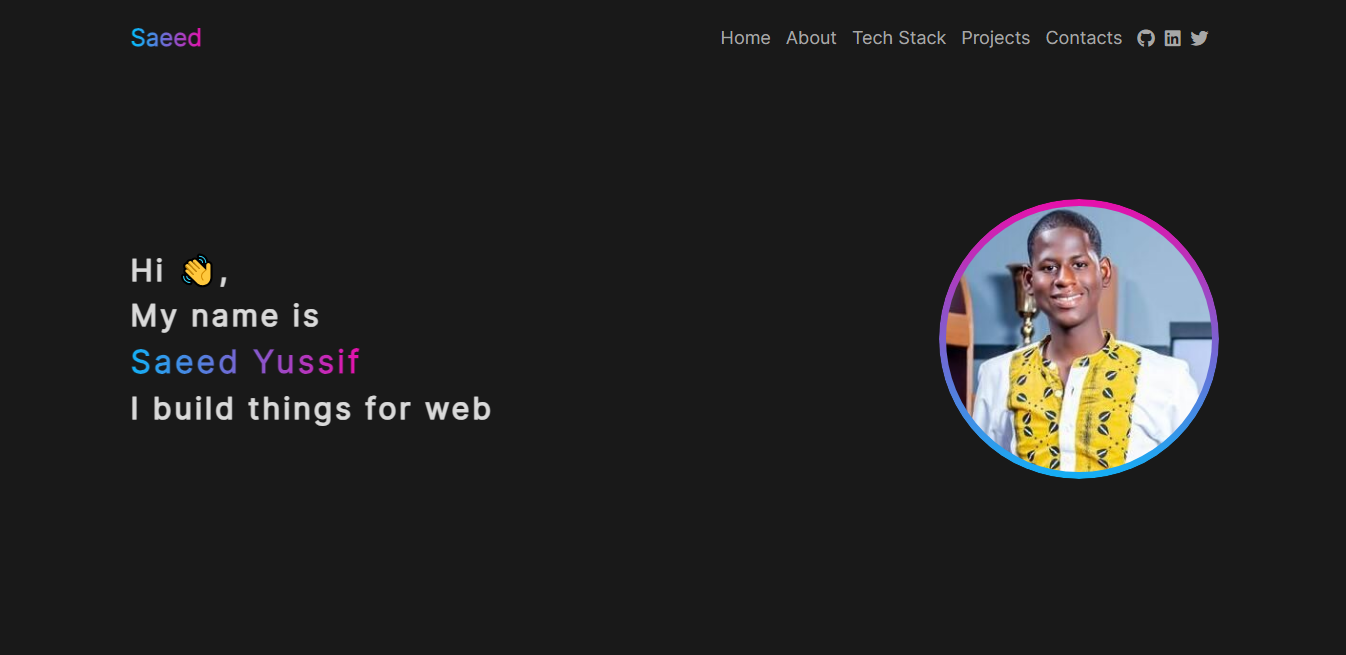 Saeed
Home About Tech Stack Projects Contacts
Hi 👋,
My name is
Saeed Yussif
I build things for web